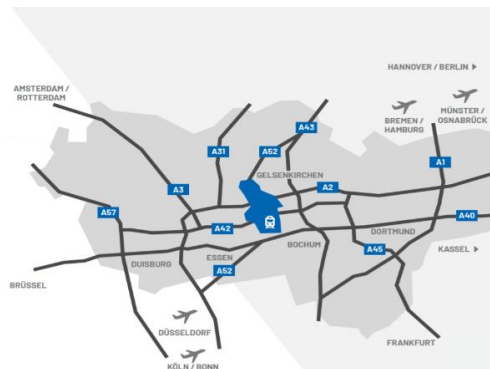 HANNOVER / BERLIN
AMSTERDAM /
ROTTERDAM
MÜNSTER /
OSNABRÜCK
BREMEN /
HAMBURG
A43
A31
A52
A1
GELSENKIRCHEN
A3
A2
A57
A40
A42
DORTMUND
BOCHUM
A45
KASSEL
ESSEN
DUISBURG
A52
BRÜSSEL
DÜSSELDORF
FRANKFURT
KÖLN / BONN